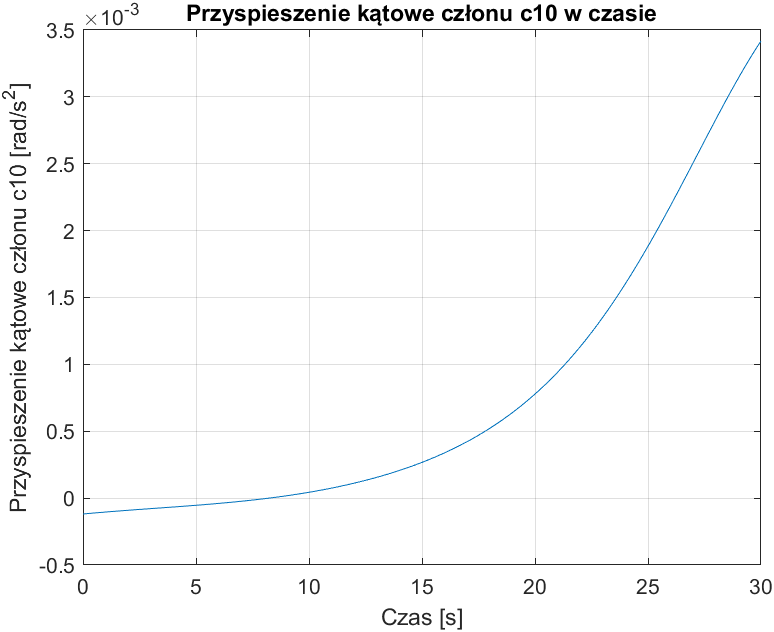 Przyspieszenie kątowe członu c10 w czasie
×10-3
3.5
3
2.5
2
1.5
1
0.5
0
-0.5
Przyspieszenie kątowe członu c10 [rad/s2]
0 5 10 15 20 25 30
Czas [s]